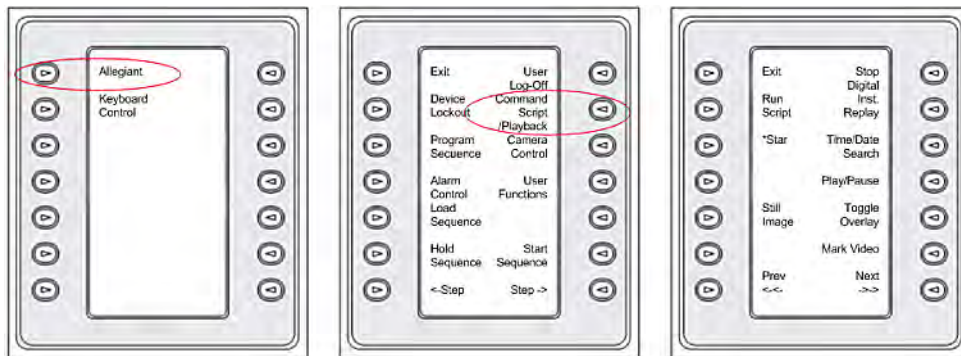 Allegiant
Keyboard
Control
Exit User
Log-Off
Device Command
Lockout Script
/Playback
Program Camera
Secuence Control
Alarm User
Control Functions
Load
Sequence
Hold Start
Sequence Sequence
<-Step Step ->
Exit Stop
Digital
Run Inst.
Script Replay
*Star Time/Date
Search
Play/Pause
Still Toggle
Image Overlay
Mark Video
Prev Next
<-<- ->->